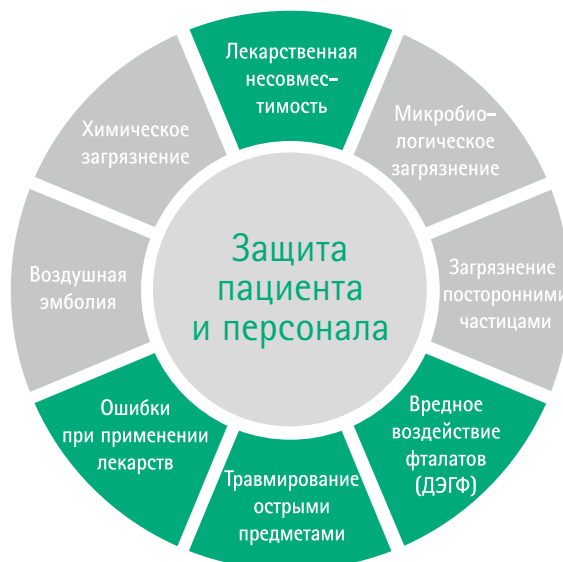 Лекарственная
несовмес–
тимость
Микробио–
логическое
загрязнение
Загрязнение
посторонними
частицами
Вредное
воздействие
фталатов
(ДЭГФ)
Травмирование
острыми
предметами
Ошибки
при применении
лекарств
Воздушная
эмболия
Химическое
загрязнение
Защита
пациента
и персонала